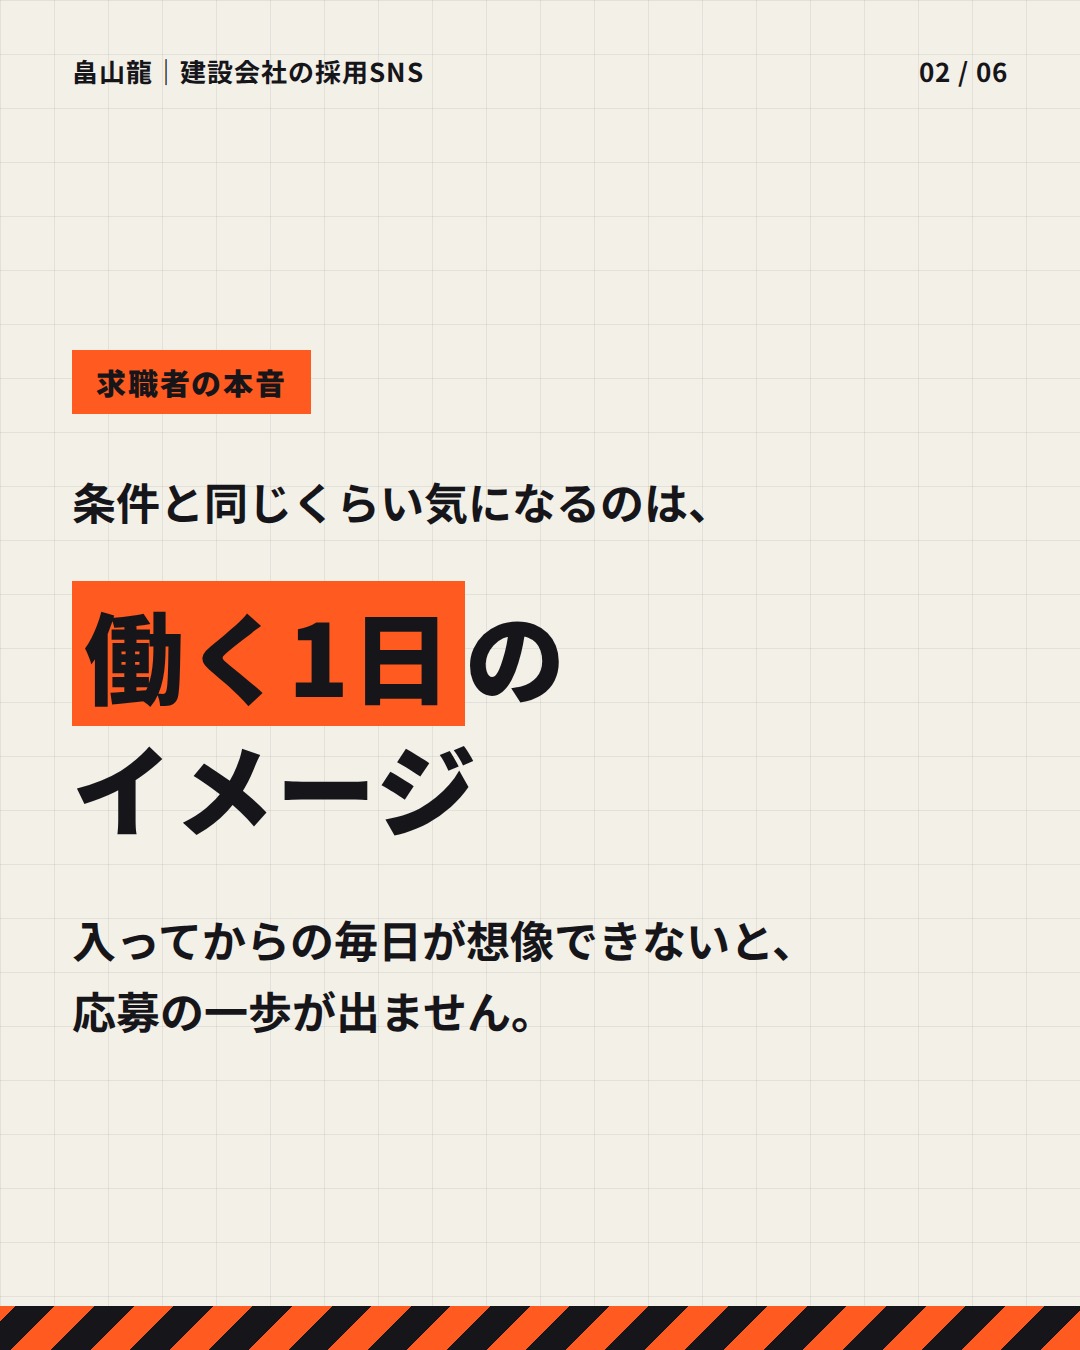 畠山龍｜建設会社の採用SNS
02 / 06
求職者の本音
条件と同じくらい気になるのは、
働く1日の
イメージ
入ってからの毎日が想像できないと、
応募の一歩が出ません。